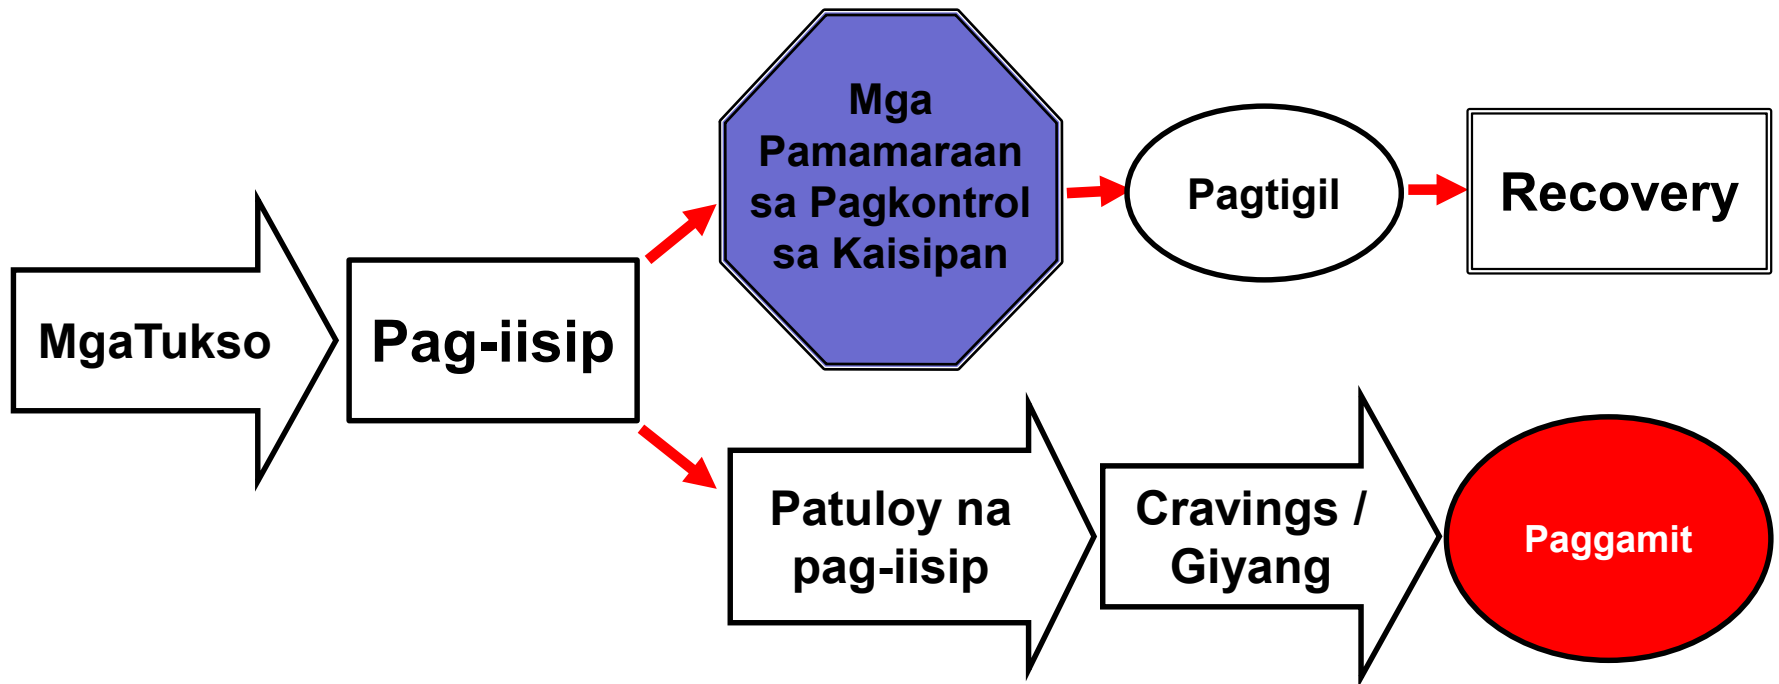 MgaTukso
Pag-iisip
Mga
Pamamaraan
sa Pagkontrol
sa Kaisipan
Pagtigil
Recovery
Patuloy na
pag-iisip
Cravings /
Giyang
Paggamit